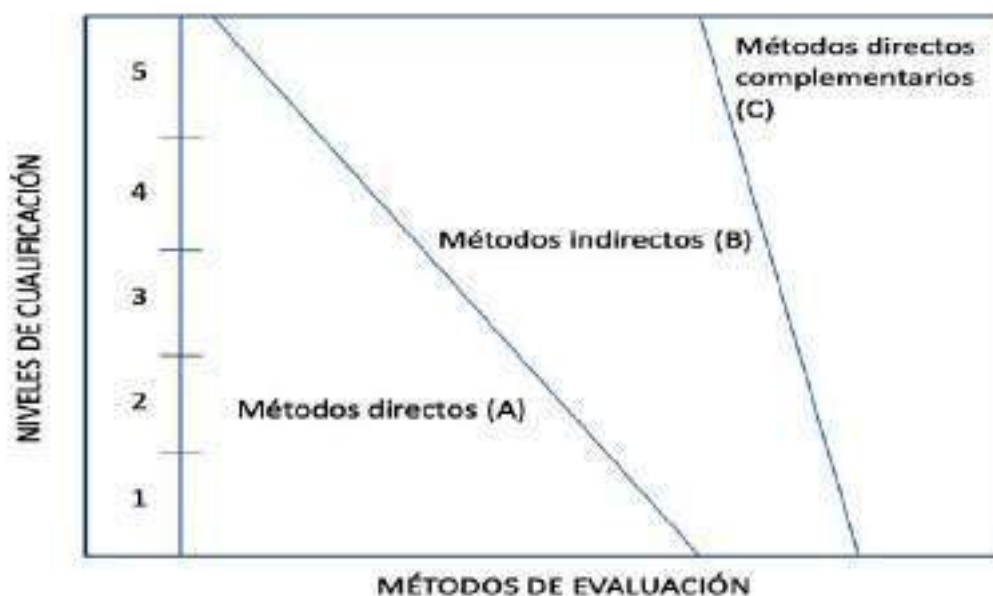 NIVELES DE CUALIFICACIÓN
5
4
3
2
1
Métodos directos
complementarios
(C)
Métodos indirectos (B)
Métodos directos (A)
MÉTODOS DE EVALUACIÓN